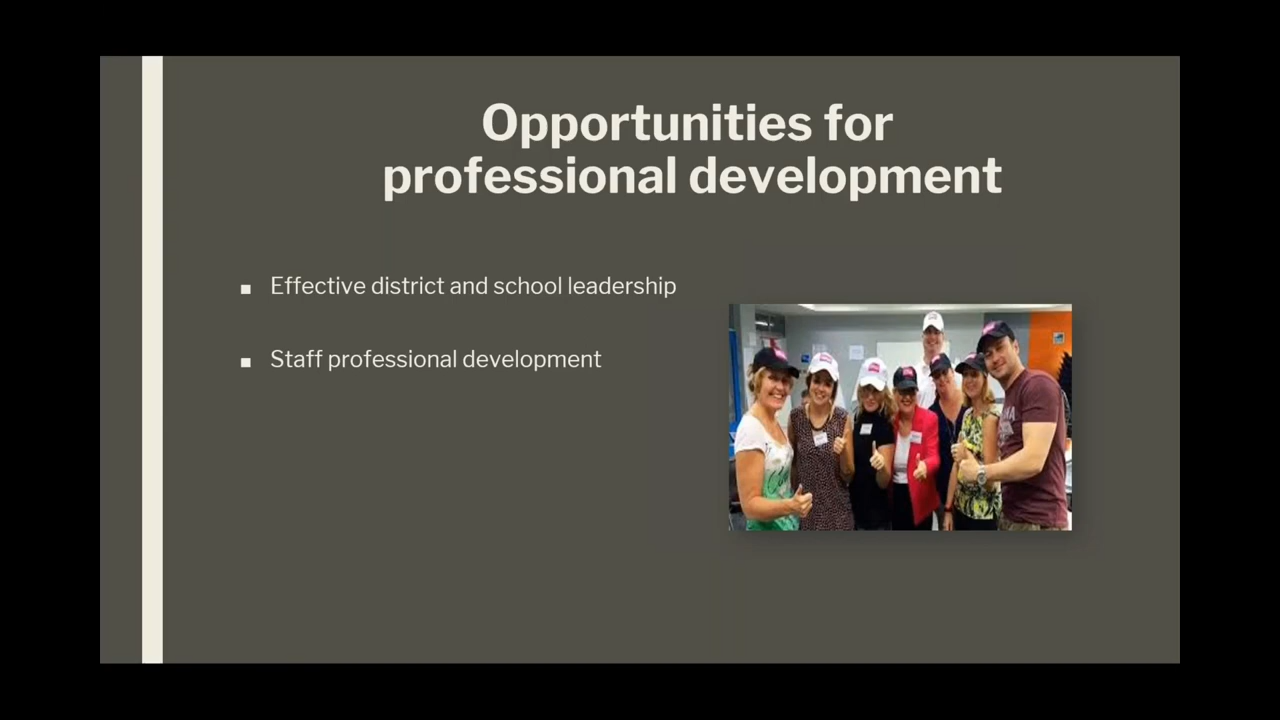 Opportunities for
professional development
Effective district and school leadership
Staff professional development